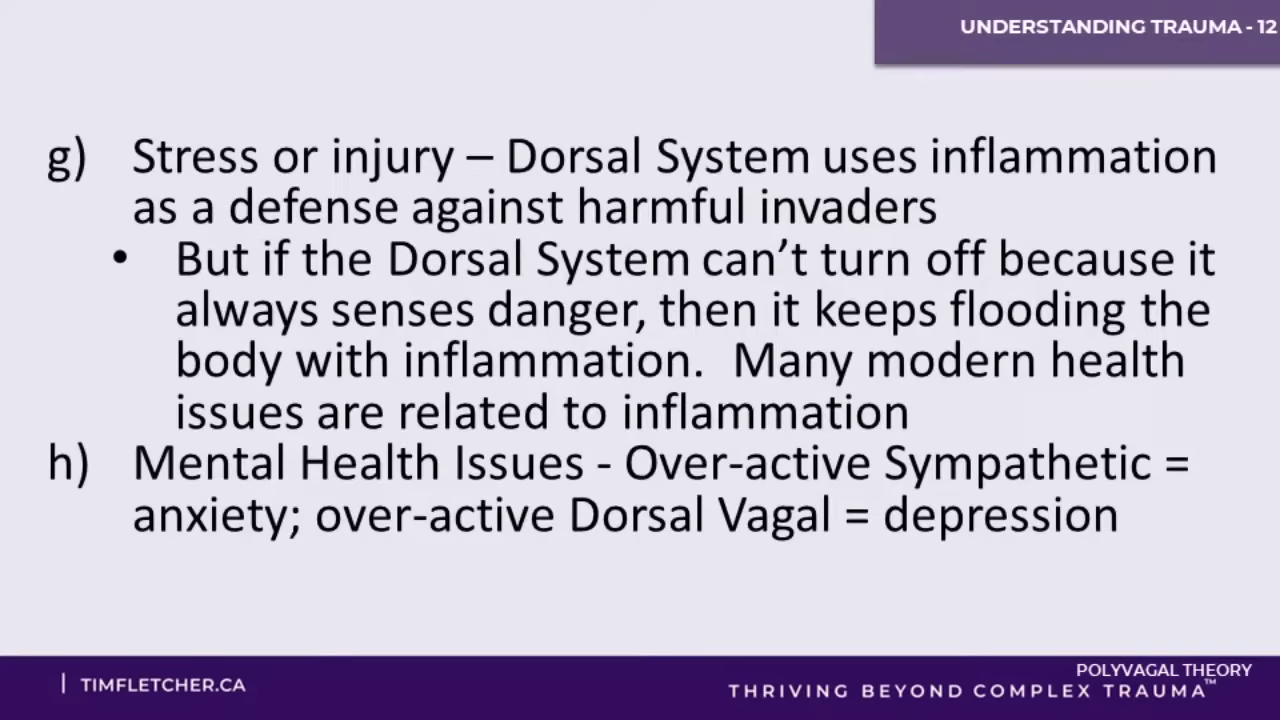 UNDERSTANDING TRAUMA - 12
g) Stress or injury – Dorsal System uses inflammation
as a defense against harmful invaders
• But if the Dorsal System can’t turn off because it
always senses danger, then it keeps flooding the
body with inflammation.  Many modern health
issues are related to inflammation
h) Mental Health Issues - Over-active Sympathetic =
anxiety; over-active Dorsal Vagal = depression
| TIMFLETCHER.CA
POLYVAGAL THEORY
THRIVING BEYOND COMPLEX TRAUMA™